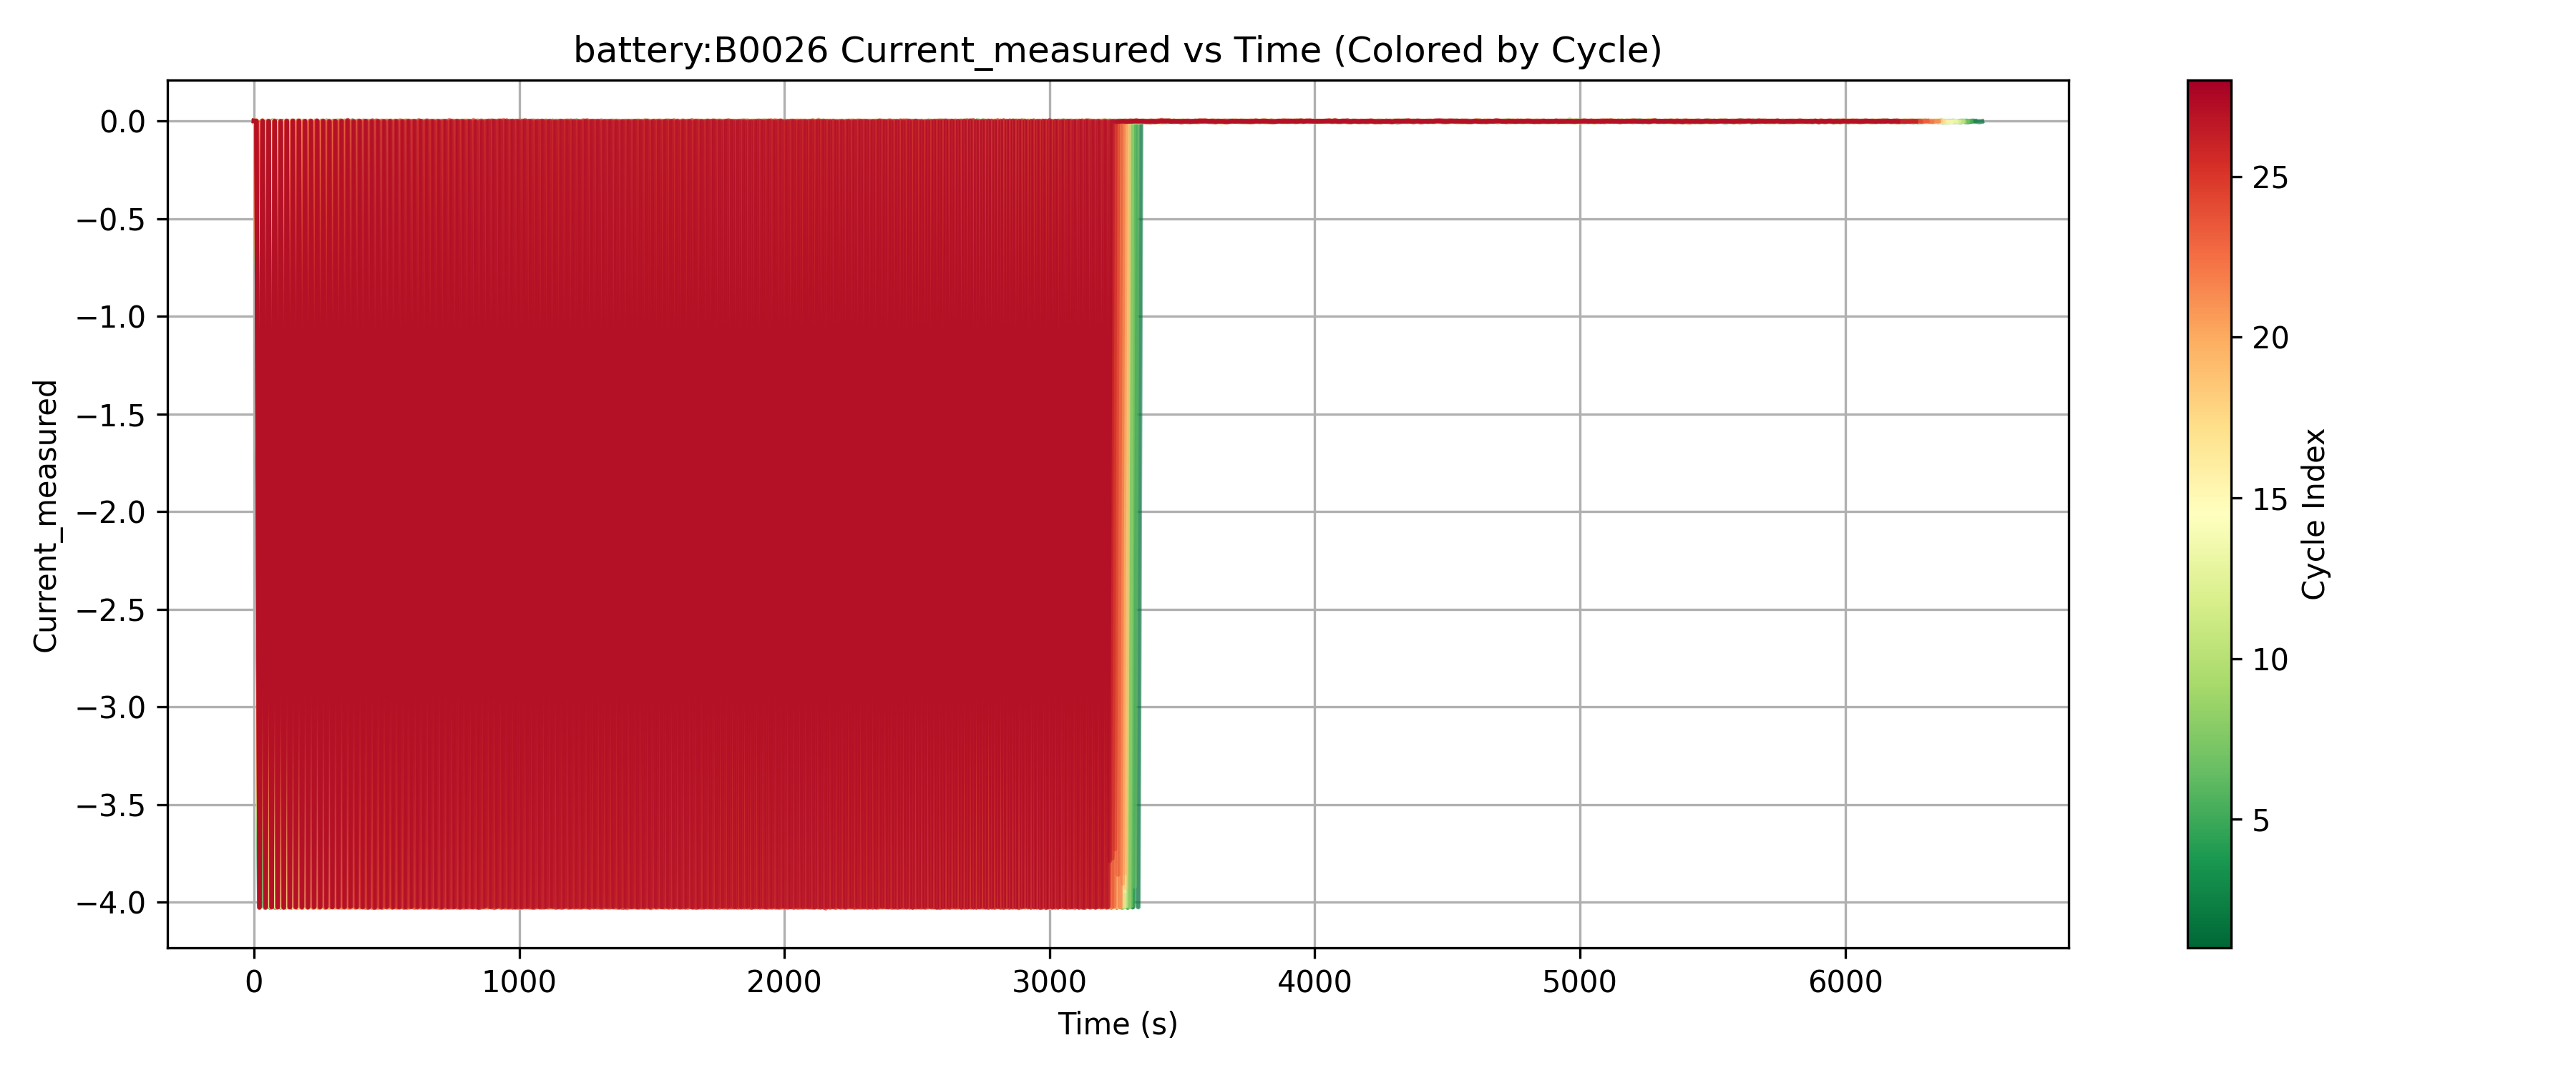 battery:B0026 Current_measured vs Time (Colored by Cycle)
0.0
−0.5
−1.0
−1.5
−2.0
−2.5
−3.0
−3.5
−4.0
Current_measured
0 1000 2000 3000 4000 5000 6000
Time (s)
25
20
15
10
5
Cycle Index